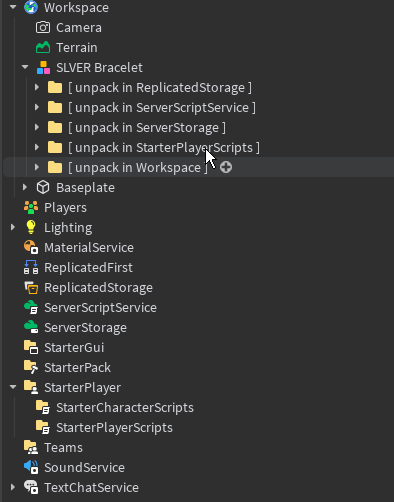 Workspace
Camera
Terrain
SLVER Bracelet
[ unpack in ReplicatedStorage ]
[ unpack in ServerScriptService ]
[ unpack in ServerStorage ]
[ unpack in StarterPlayerScripts ]
[ unpack in Workspace ]
Baseplate
Players
Lighting
MaterialService
ReplicatedFirst
ReplicatedStorage
ServerScriptService
ServerStorage
StarterGui
StarterPack
StarterPlayer
StarterCharacterScripts
StarterPlayerScripts
Teams
SoundService
TextChatService